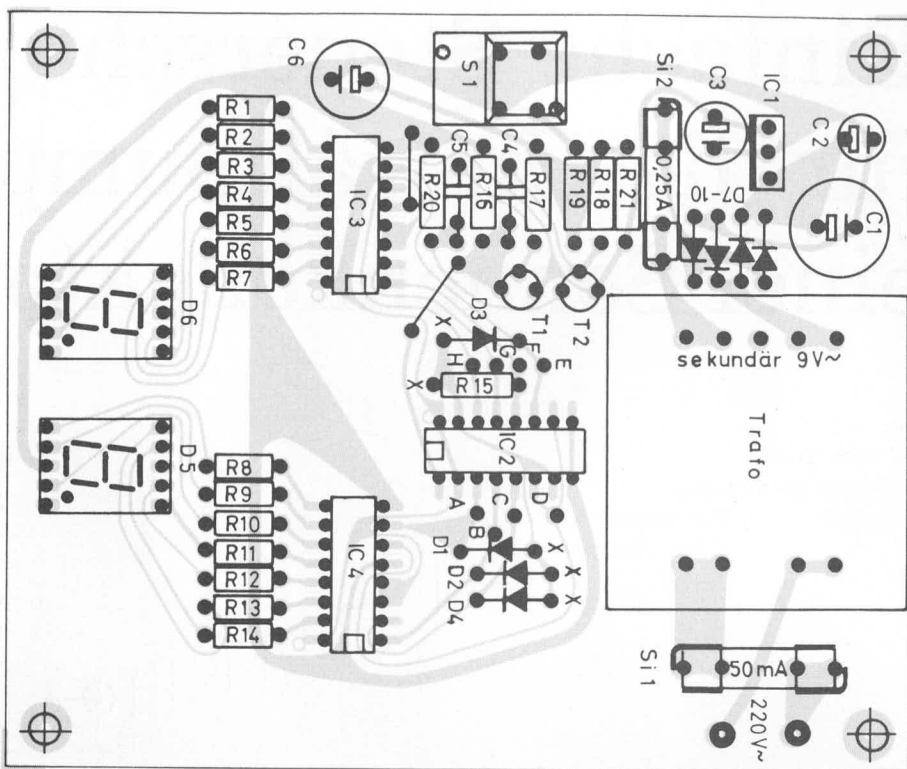 C6
S1
Si2
C3
IC1
C2
R1
R2
R3
R4
R5
R6
R7
IC3
R20
C5
R16
C4
R17
R19
R18
R21
0,25A
D7-10
C1
D6
D3
T1
T2
X
H
G
F
E
X
R15
sekundär 9V~
Trafo
IC2
D5
R8
R9
R10
R11
R12
R13
R14
IC4
A
C
D
B
D1
X
D2
X
D4
X
Si1
50mA
220V~